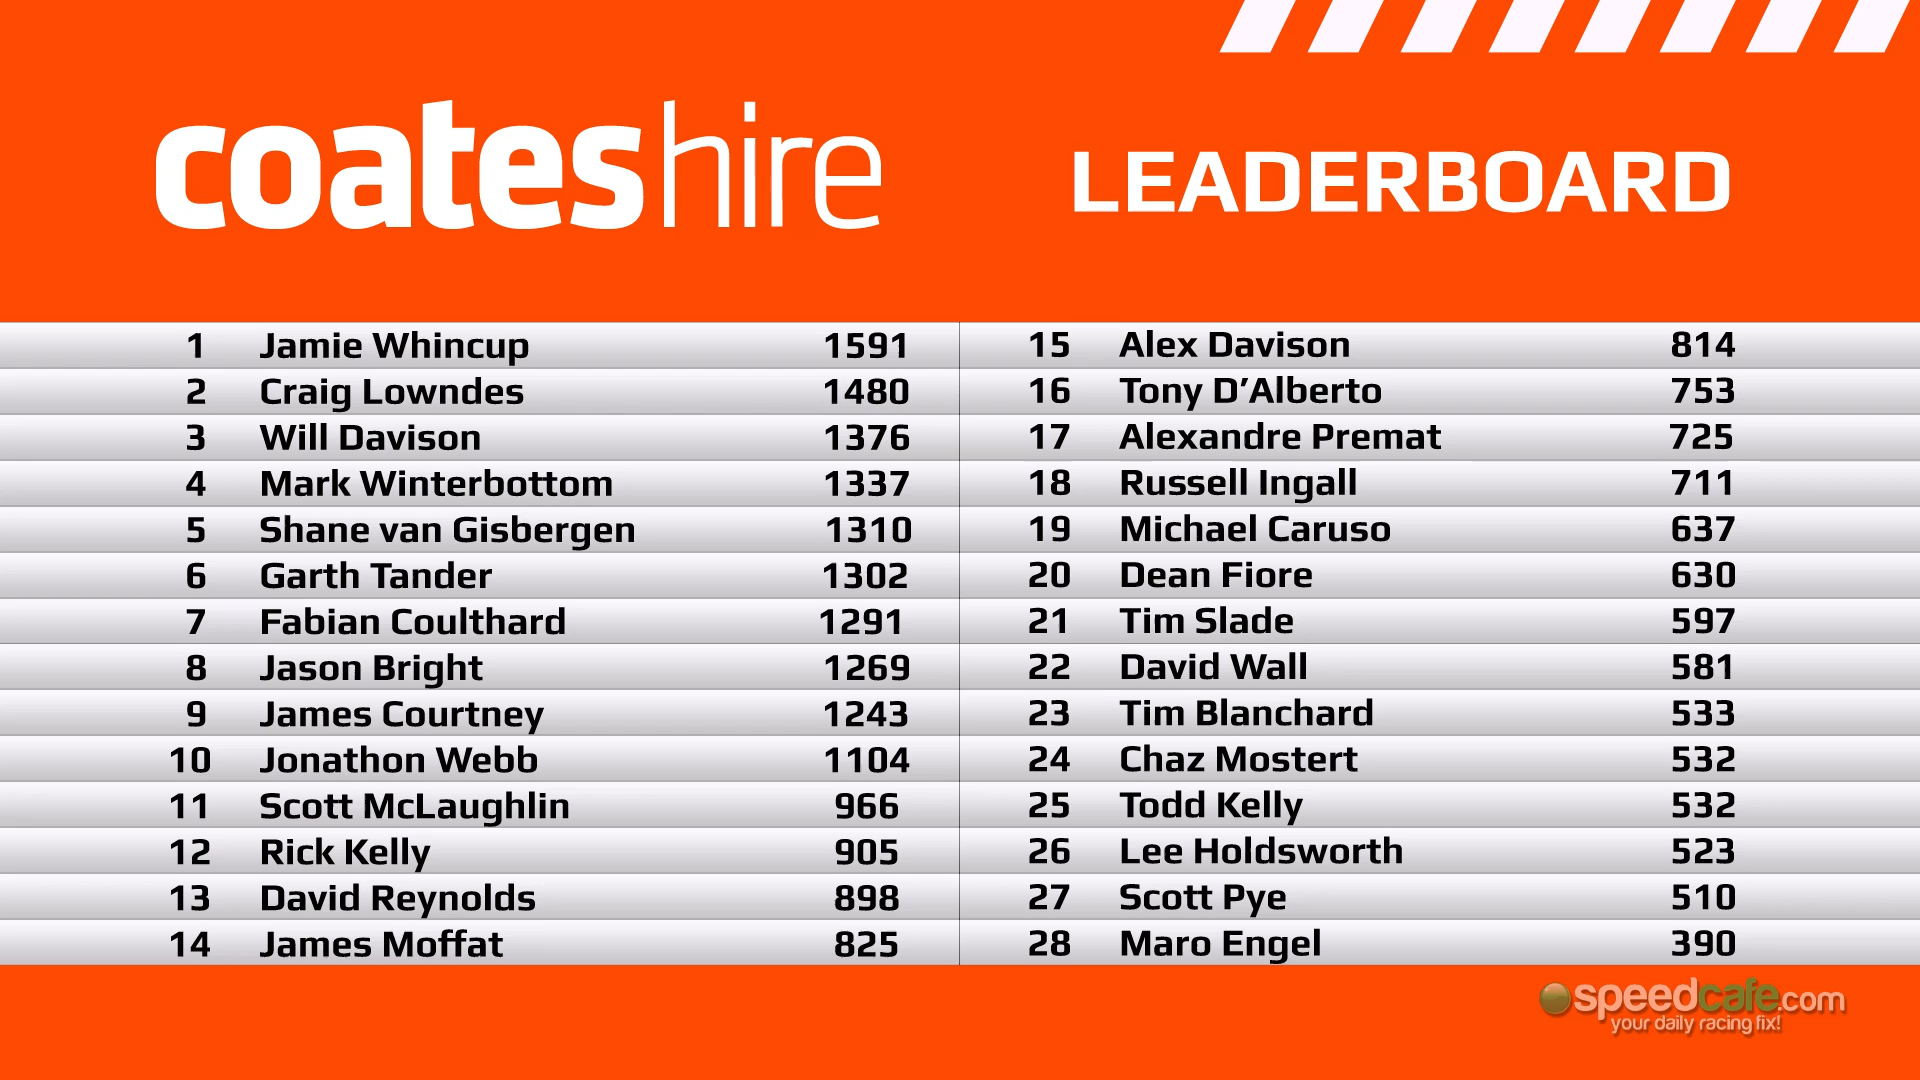 coateshire
LEADERBOARD
1 Jamie Whincup 1591
2 Craig Lowndes 1480
3 Will Davison 1376
4 Mark Winterbottom 1337
5 Shane van Gisbergen 1310
6 Garth Tander 1302
7 Fabian Coulthard 1291
8 Jason Bright 1269
9 James Courtney 1243
10 Jonathon Webb 1104
11 Scott McLaughlin 966
12 Rick Kelly 905
13 David Reynolds 898
14 James Moffat 825
15 Alex Davison 814
16 Tony D’Alberto 753
17 Alexandre Premat 725
18 Russell Ingall 711
19 Michael Caruso 637
20 Dean Fiore 630
21 Tim Slade 597
22 David Wall 581
23 Tim Blanchard 533
24 Chaz Mostert 532
25 Todd Kelly 532
26 Lee Holdsworth 523
27 Scott Pye 510
28 Maro Engel 390
speedcafe.com
your daily racing fix!